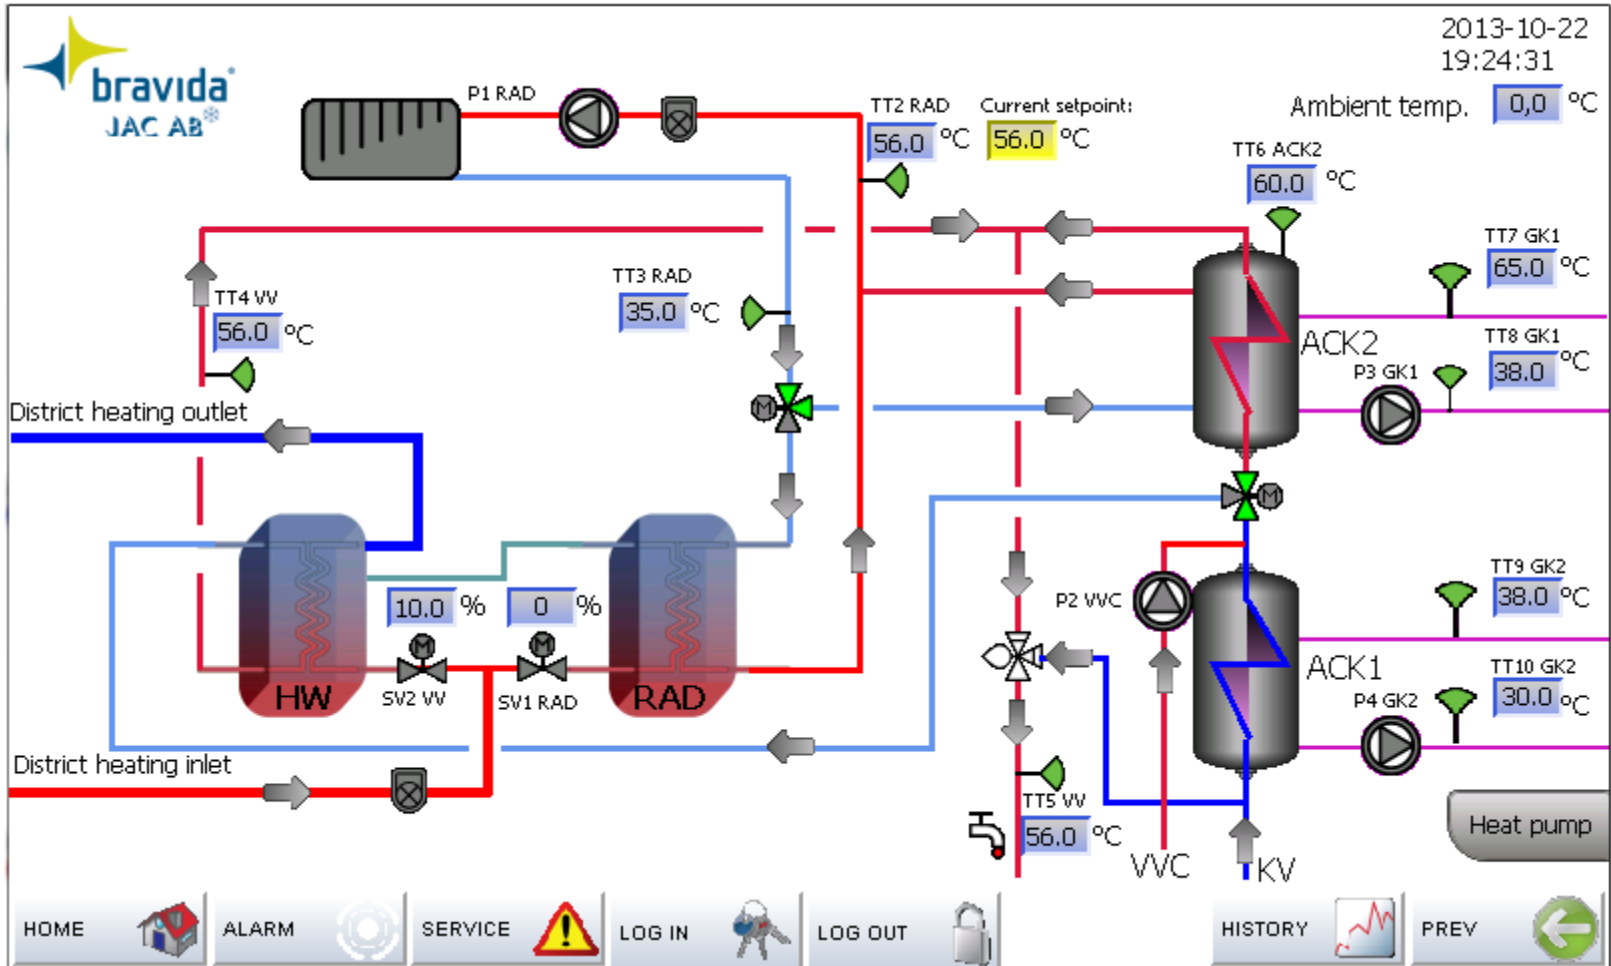 2013-10-22
19:24:31
bravida
JAC AB
P1 RAD
TT2 RAD
Current setpoint:
Ambient temp. 0,0 °C
56.0 °C
56.0 °C
TT6 ACK2
60.0 °C
TT7 GK1
65.0 °C
TT3 RAD
35.0 °C
TT4 VV
56.0 °C
TT8 GK1
38.0 °C
ACK2
P3 GK1
District heating outlet
M
M
TT9 GK2
38.0 °C
10.0 %
0 %
P2 VVC
M
M
ACK1
TT10 GK2
30.0 °C
HW
SV2 VV
SV1 RAD
RAD
P4 GK2
District heating inlet
TT5 VV
56.0 °C
Heat pump
VVC
KV
HOME
ALARM
SERVICE
LOG IN
LOG OUT
HISTORY
PREV